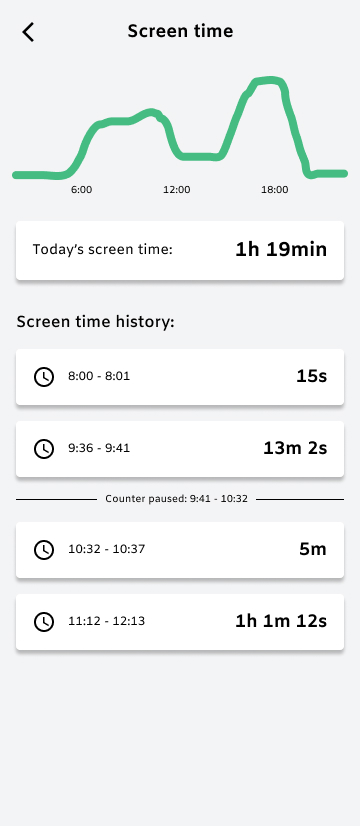 Screen time
6:00 12:00 18:00
Today’s screen time: 1h 19min
Screen time history:
8:00 - 8:01 15s
9:36 - 9:41 13m 2s
Counter paused: 9:41 - 10:32
10:32 - 10:37 5m
11:12 - 12:13 1h 1m 12s